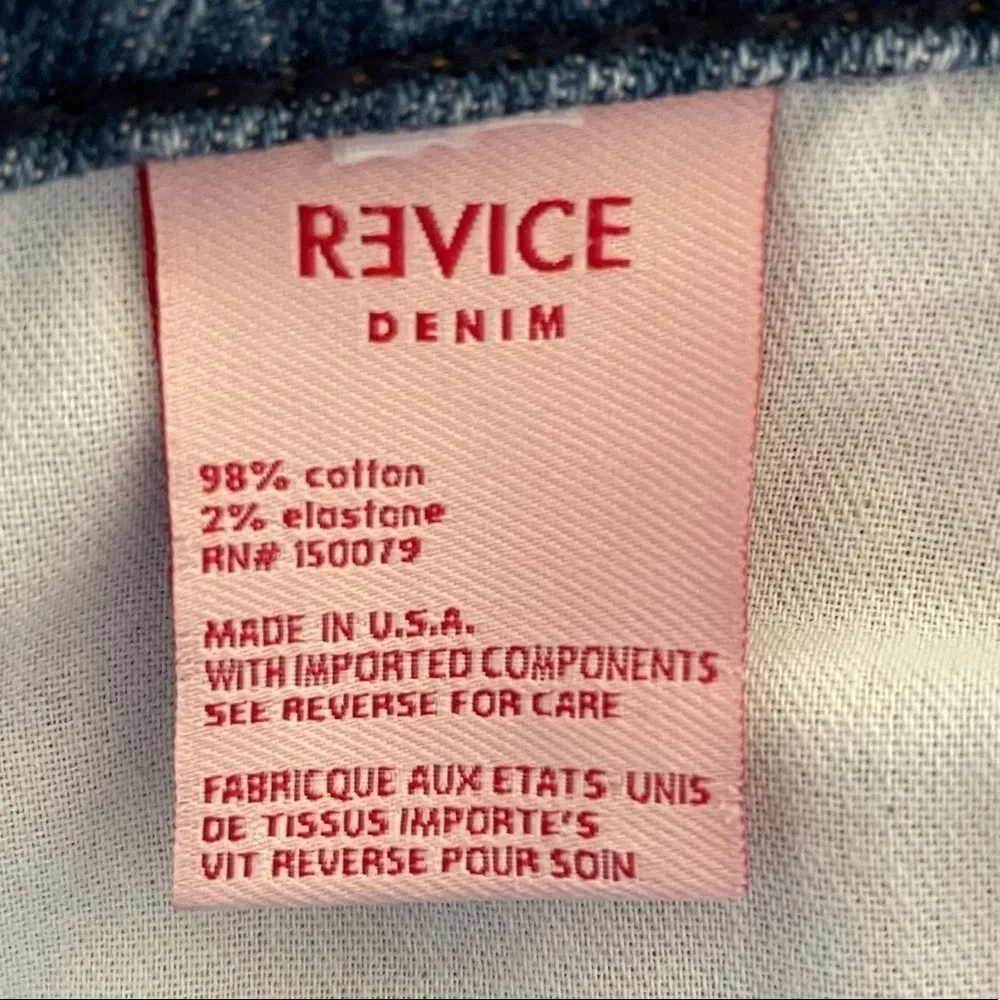 RƎVICE
DENIM
98% cotton
2% elastane
RN# 150079
MADE IN U.S.A.
WITH IMPORTED COMPONENTS
SEE REVERSE FOR CARE
FABRICQUE AUX ETATS-UNIS
DE TISSUS IMPORTE'S
VIT REVERSE POUR SOIN